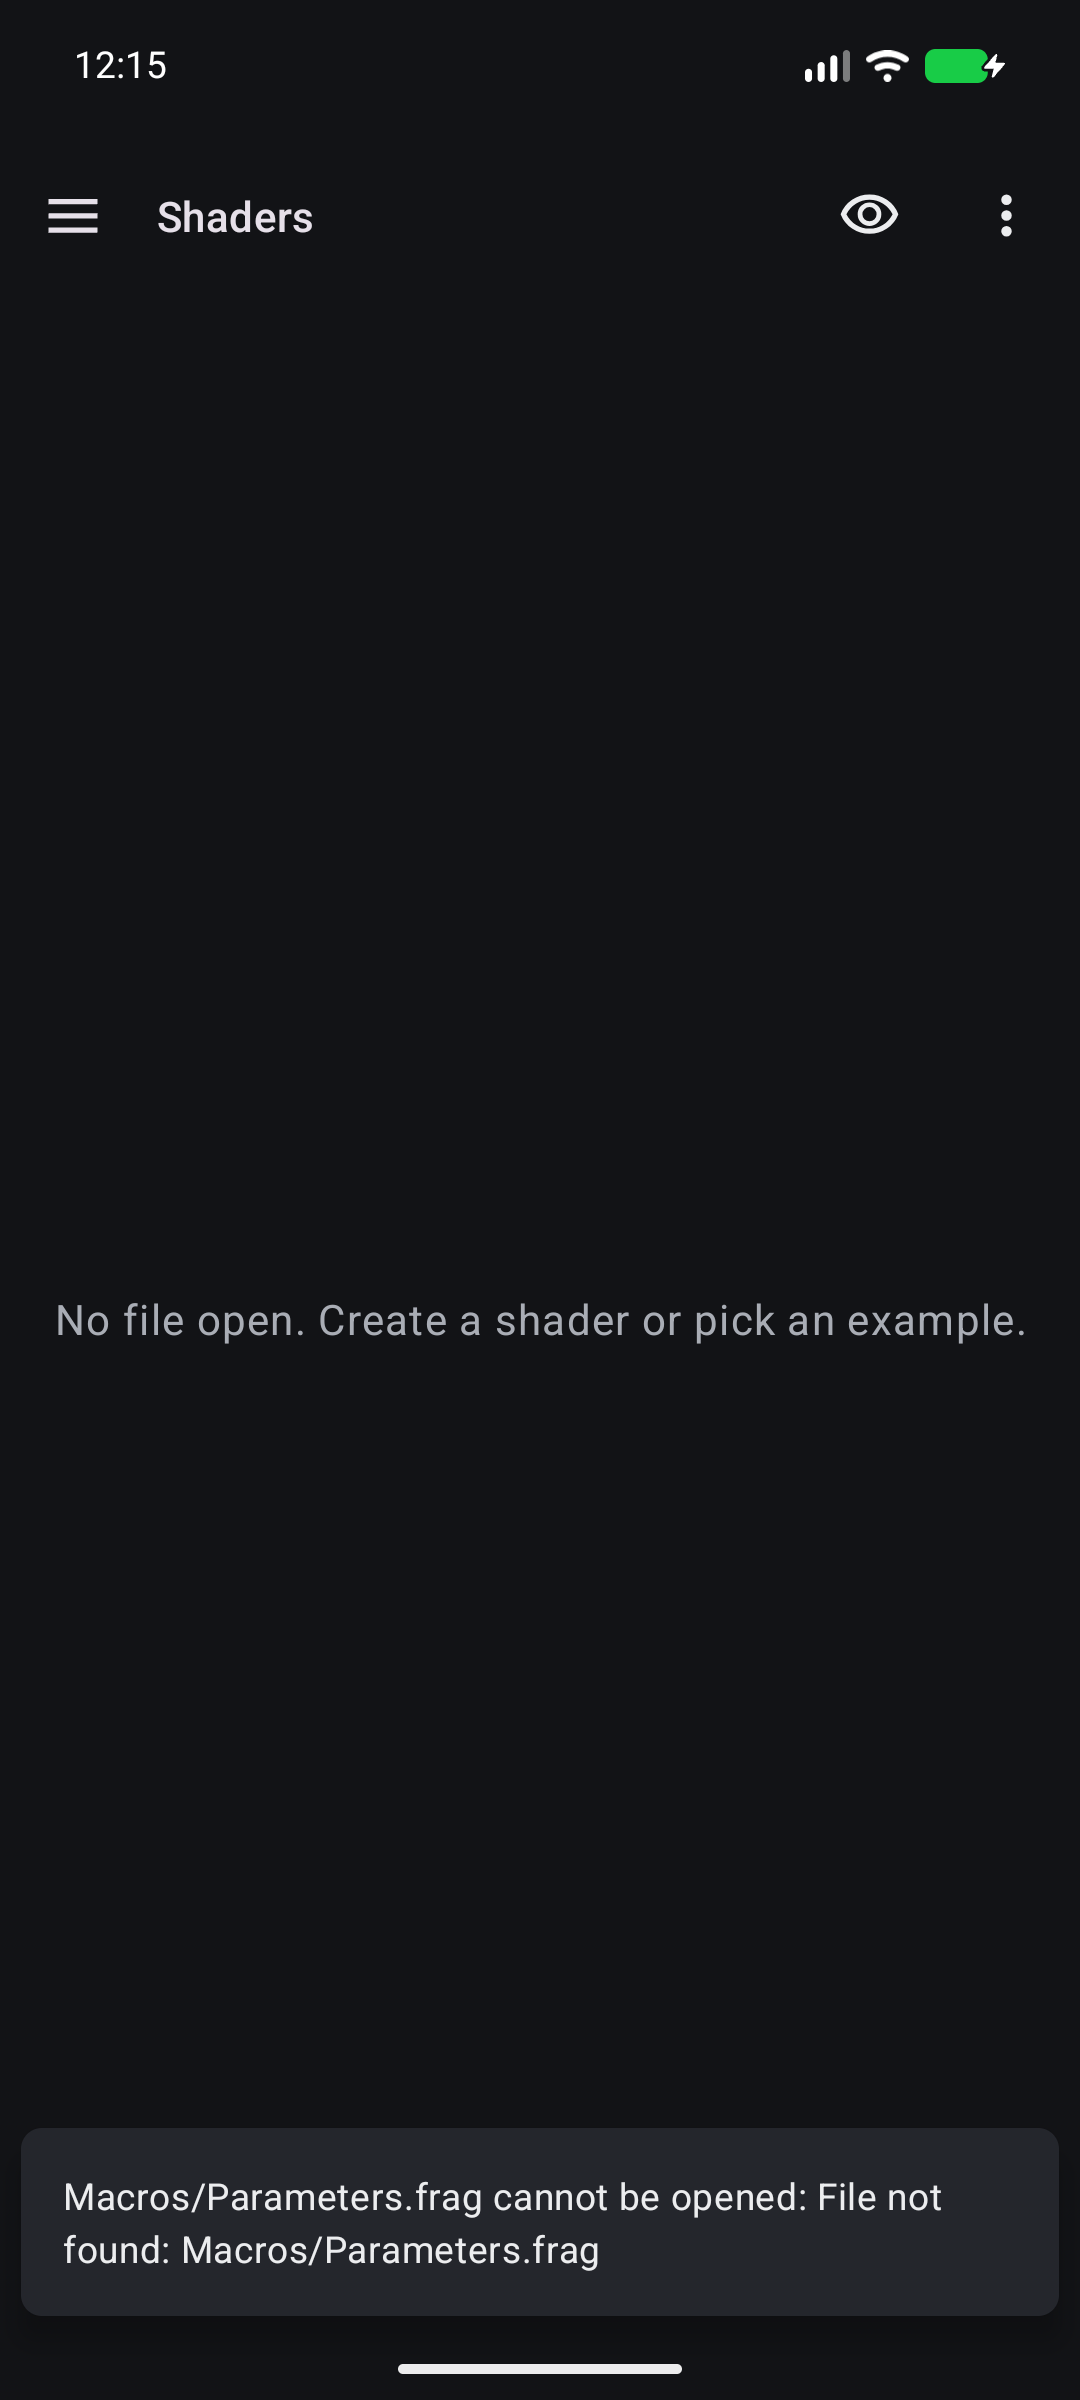 12:15
Shaders
No file open. Create a shader or pick an example.
Macros/Parameters.frag cannot be opened: File not
found: Macros/Parameters.frag